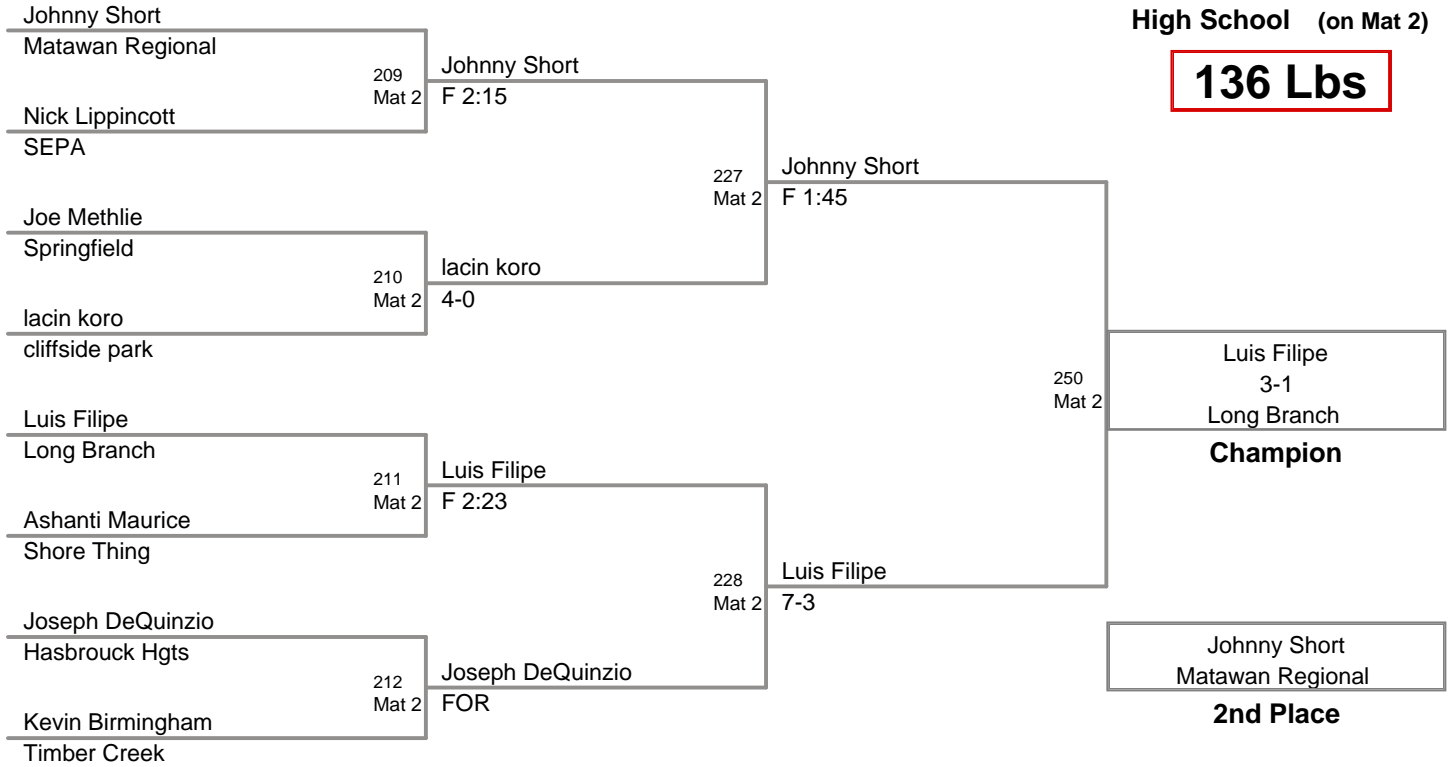 Johnny Short
Matawan Regional
209
Mat 2
Johnny Short
F 2:15
Nick Lippincott
SEPA
227
Mat 2
Johnny Short
F 1:45
Joe Methlie
Springfield
210
Mat 2
lacin koro
4-0
lacin koro
cliffside park
250
Mat 2
Luis Filipe
3-1
Long Branch
Champion
Luis Filipe
Long Branch
211
Mat 2
Luis Filipe
F 2:23
Ashanti Maurice
Shore Thing
228
Mat 2
Luis Filipe
7-3
Joseph DeQuinzio
Hasbrouck Hgts
212
Mat 2
Joseph DeQuinzio
FOR
Kevin Birmingham
Timber Creek
Johnny Short
Matawan Regional
2nd Place
High School (on Mat 2)
136 Lbs